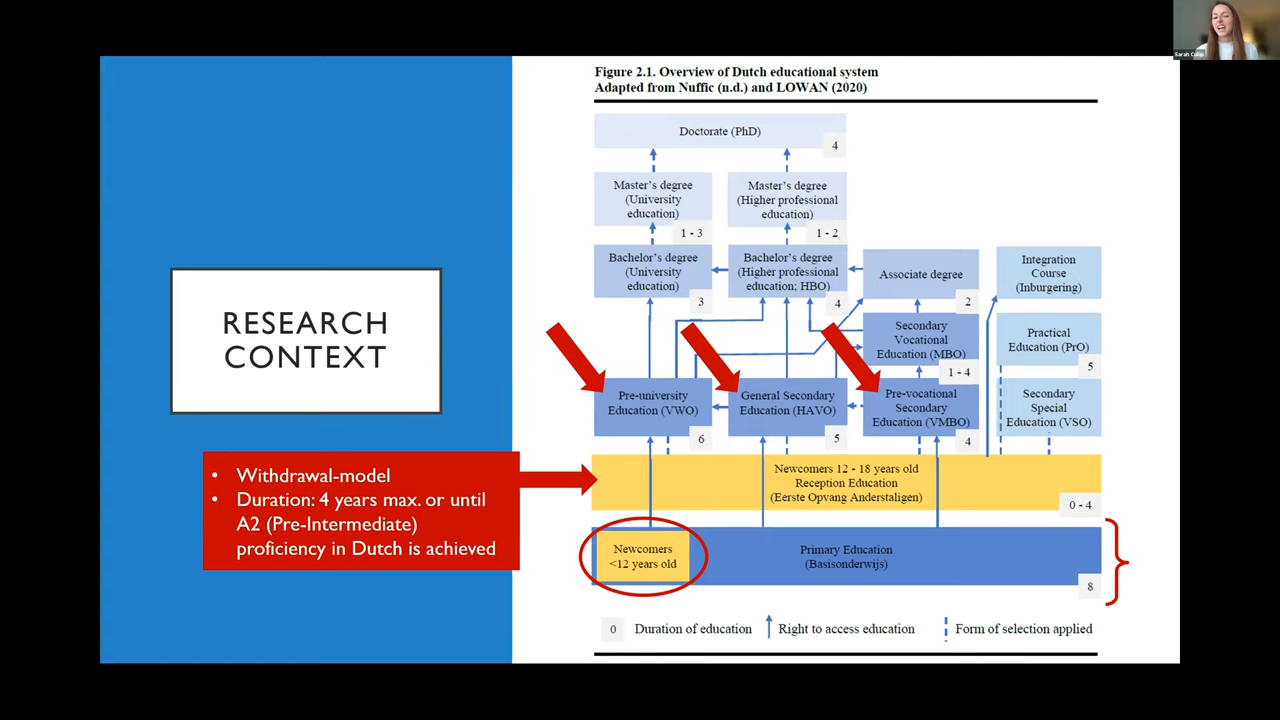 Sarah
RESEARCH
CONTEXT
• Withdrawal-model
• Duration: 4 years max. or until
A2 (Pre-Intermediate)
proficiency in Dutch is achieved
Figure 2.1. Overview of Dutch educational system
Adapted from Nuffic (n.d.) and LOWAN (2020)
Doctorate (PhD)
4
Master's degree
(University
education)
1 - 3
Master's degree
(Higher professional
education)
1 - 2
Bachelor's degree
(University
education)
3
Bachelor's degree
(Higher professional
education; HBO)
4
Associate degree
2
Integration
Course
(Inburgering)
Secondary
Vocational
Education (MBO)
1 - 4
Practical
Education (PrO)
5
Pre-university
Education (VWO)
6
General Secondary
Education (HAVO)
5
Pre-vocational
Secondary
Education (VMBO)
4
Secondary
Special
Education (VSO)
Newcomers 12 - 18 years old
Reception Education
(Eerste Opvang Anderstaligen)
0 - 4
Newcomers
<12 years old
Primary Education
(Basisonderwijs)
8
0 Duration of education
Right to access education
Form of selection applied